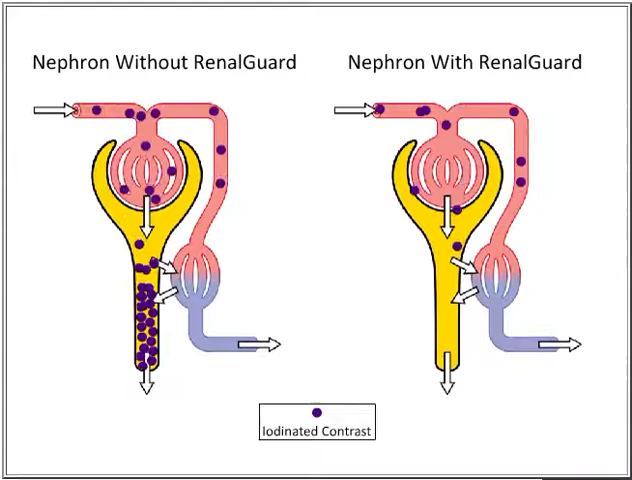 Nephron Without RenalGuard
Nephron With RenalGuard
Iodinated Contrast